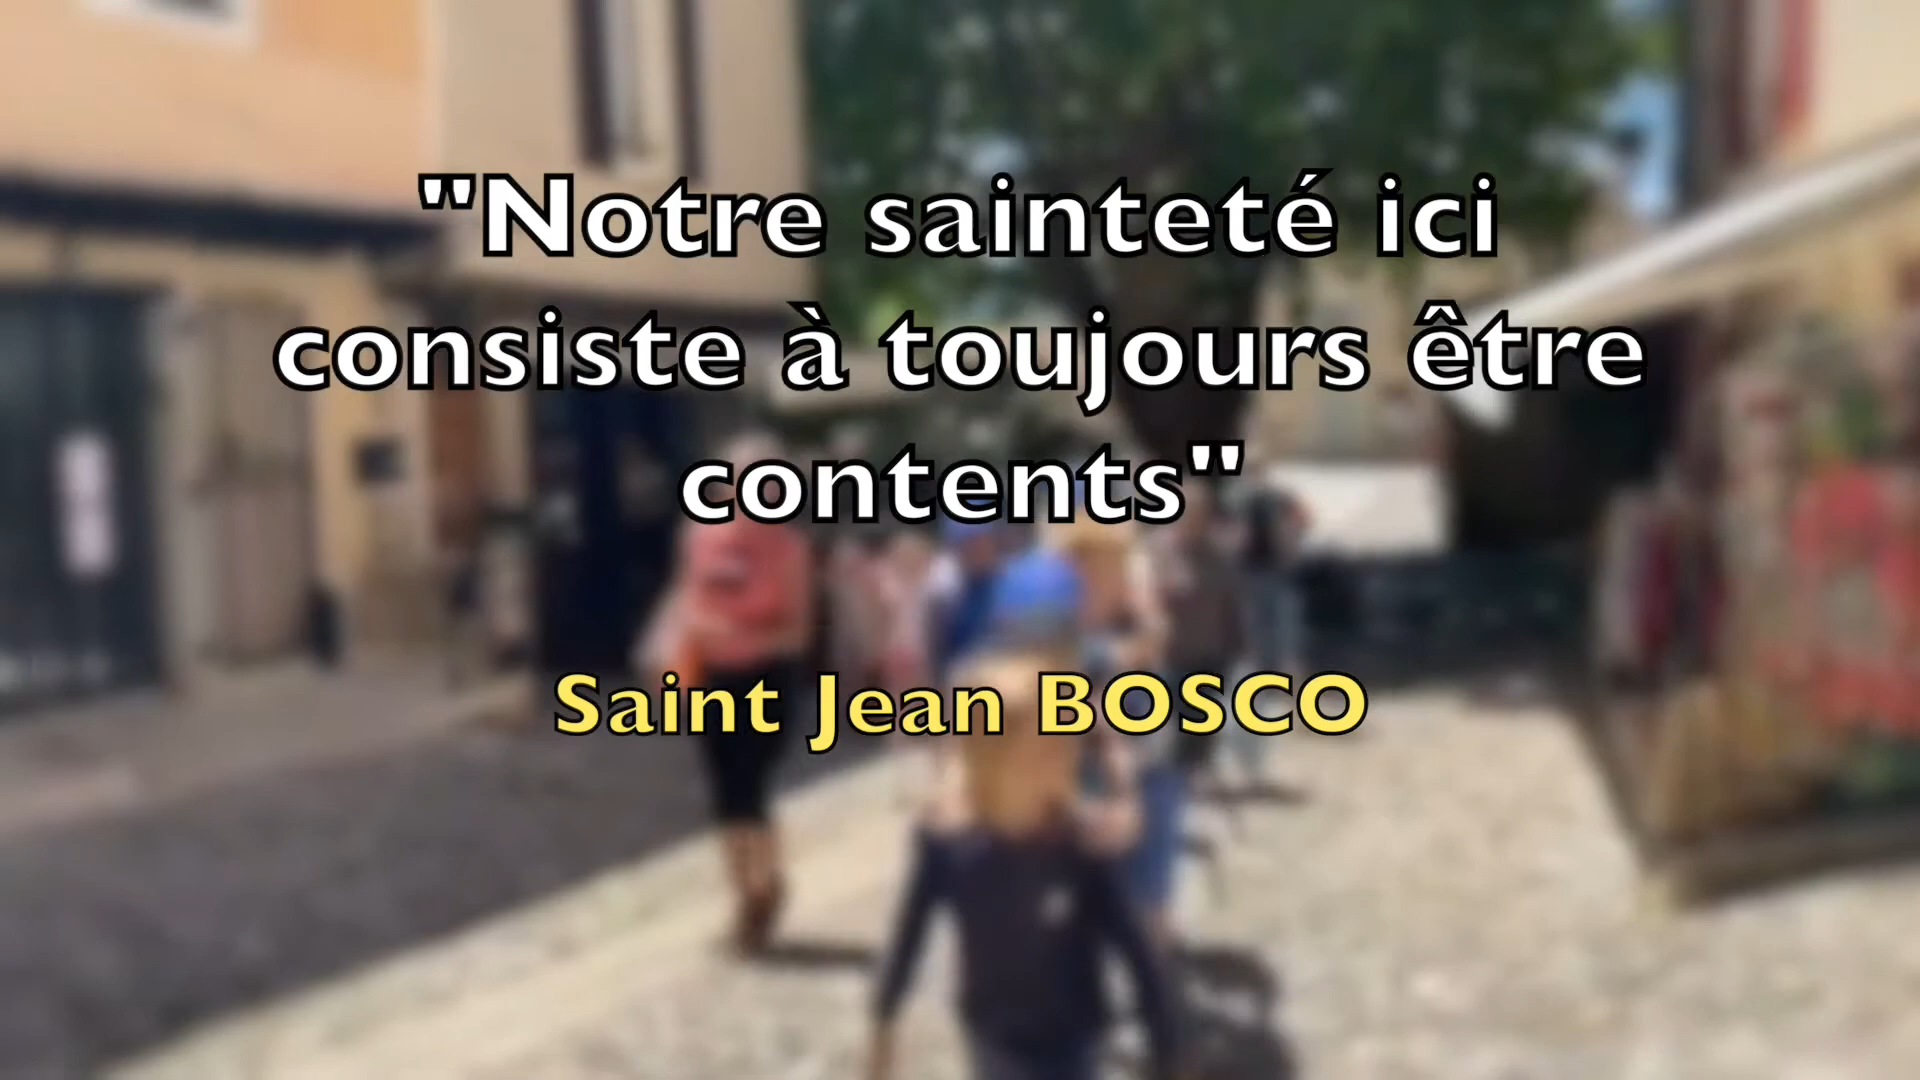 "Notre sainteté ici
consiste à toujours être
contents"
Saint Jean BOSCO